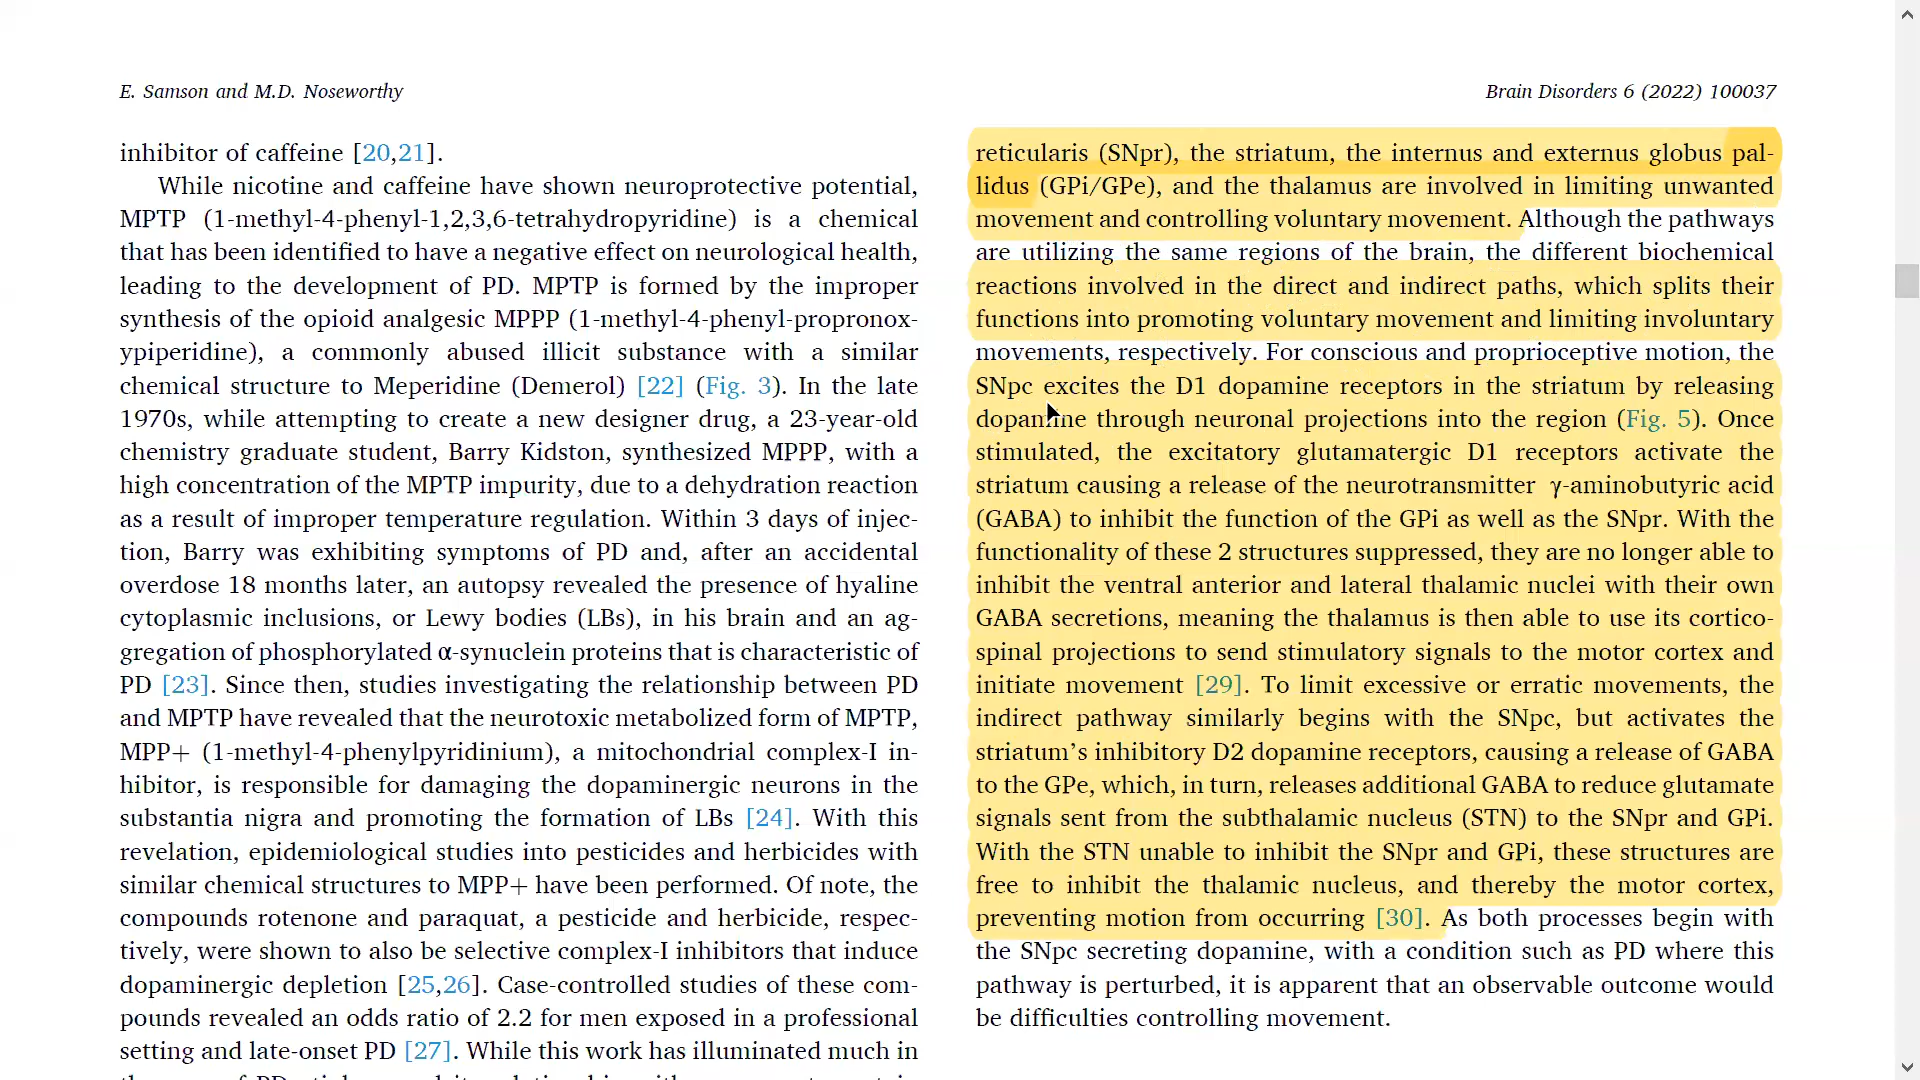 E. Samson and M.D. Noseworthy
Brain Disorders 6 (2022) 100037
inhibitor of caffeine [20,21].
While nicotine and caffeine have shown neuroprotective potential,
MPTP (1-methyl-4-phenyl-1,2,3,6-tetrahydropyridine) is a chemical
that has been identified to have a negative effect on neurological health,
leading to the development of PD. MPTP is formed by the improper
synthesis of the opioid analgesic MPPP (1-methyl-4-phenyl-propronox-
ypiperidine), a commonly abused illicit substance with a similar
chemical structure to Meperidine (Demerol) [22] (Fig. 3). In the late
1970s, while attempting to create a new designer drug, a 23-year-old
chemistry graduate student, Barry Kidston, synthesized MPPP, with a
high concentration of the MPTP impurity, due to a dehydration reaction
as a result of improper temperature regulation. Within 3 days of injec-
tion, Barry was exhibiting symptoms of PD and, after an accidental
overdose 18 months later, an autopsy revealed the presence of hyaline
cytoplasmic inclusions, or Lewy bodies (LBs), in his brain and an ag-
gregation of phosphorylated α-synuclein proteins that is characteristic of
PD [23]. Since then, studies investigating the relationship between PD
and MPTP have revealed that the neurotoxic metabolized form of MPTP,
MPP+ (1-methyl-4-phenylpyridinium), a mitochondrial complex-I in-
hibitor, is responsible for damaging the dopaminergic neurons in the
substantia nigra and promoting the formation of LBs [24]. With this
revelation, epidemiological studies into pesticides and herbicides with
similar chemical structures to MPP+ have been performed. Of note, the
compounds rotenone and paraquat, a pesticide and herbicide, respec-
tively, were shown to also be selective complex-I inhibitors that induce
dopaminergic depletion [25,26]. Case-controlled studies of these com-
pounds revealed an odds ratio of 2.2 for men exposed in a professional
setting and late-onset PD [27]. While this work has illuminated much in
reticularis (SNpr), the striatum, the internus and externus globus pal-
lidus (GPi/GPe), and the thalamus are involved in limiting unwanted
movement and controlling voluntary movement. Although the pathways
are utilizing the same regions of the brain, the different biochemical
reactions involved in the direct and indirect paths, which splits their
functions into promoting voluntary movement and limiting involuntary
movements, respectively. For conscious and proprioceptive motion, the
SNpc excites the D1 dopamine receptors in the striatum by releasing
dopamine through neuronal projections into the region (Fig. 5). Once
stimulated, the excitatory glutamatergic D1 receptors activate the
striatum causing a release of the neurotransmitter γ-aminobutyric acid
(GABA) to inhibit the function of the GPi as well as the SNpr. With the
functionality of these 2 structures suppressed, they are no longer able to
inhibit the ventral anterior and lateral thalamic nuclei with their own
GABA secretions, meaning the thalamus is then able to use its cortico-
spinal projections to send stimulatory signals to the motor cortex and
initiate movement [29]. To limit excessive or erratic movements, the
indirect pathway similarly begins with the SNpc, but activates the
striatum's inhibitory D2 dopamine receptors, causing a release of GABA
to the GPe, which, in turn, releases additional GABA to reduce glutamate
signals sent from the subthalamic nucleus (STN) to the SNpr and GPi.
With the STN unable to inhibit the SNpr and GPi, these structures are
free to inhibit the thalamic nucleus, and thereby the motor cortex,
preventing motion from occurring [30]. As both processes begin with
the SNpc secreting dopamine, with a condition such as PD where this
pathway is perturbed, it is apparent that an observable outcome would
be difficulties controlling movement.